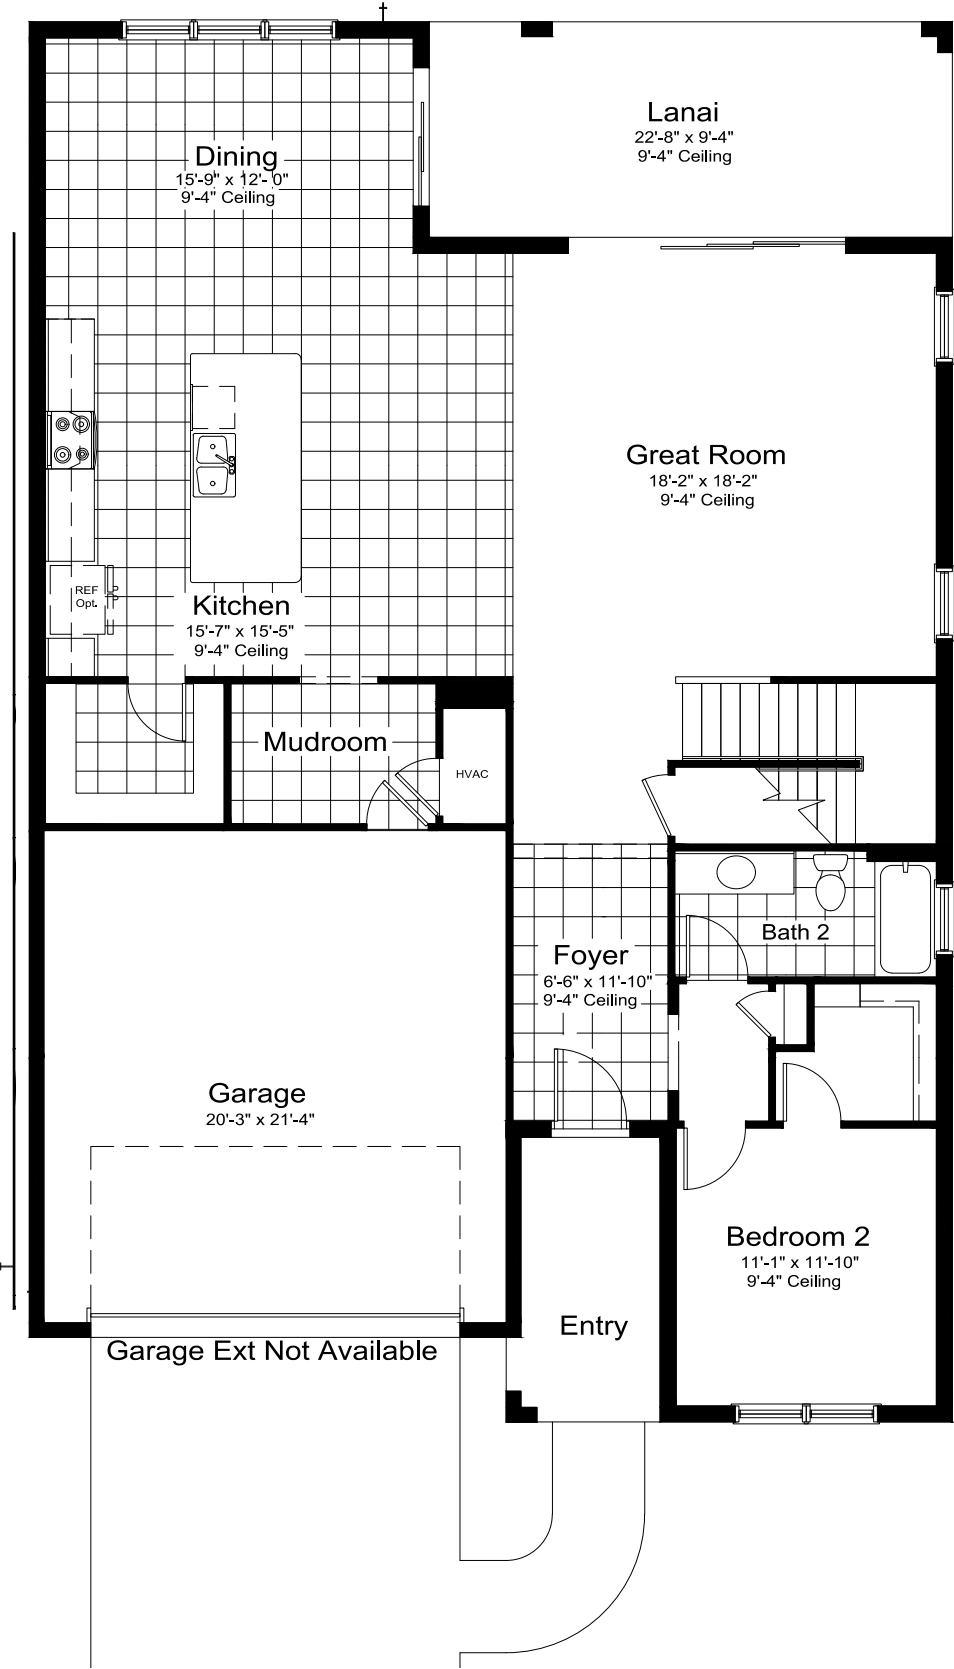 Lanai
22'-8" x 9'-4"
9'-4" Ceiling
Dining
15'-9" x 12'- 0"
9'-4" Ceiling
Great Room
18'-2" x 18'-2"
9'-4" Ceiling
REF
Opt.
Kitchen
15'-7" x 15'-5"
9'-4" Ceiling
Mudroom
HVAC
Bath 2
Foyer
6'-6" x 11'-10"
9'-4" Ceiling
Garage
20'-3" x 21'-4"
Bedroom 2
11'-1" x 11'-10"
9'-4" Ceiling
Entry
Garage Ext Not Available